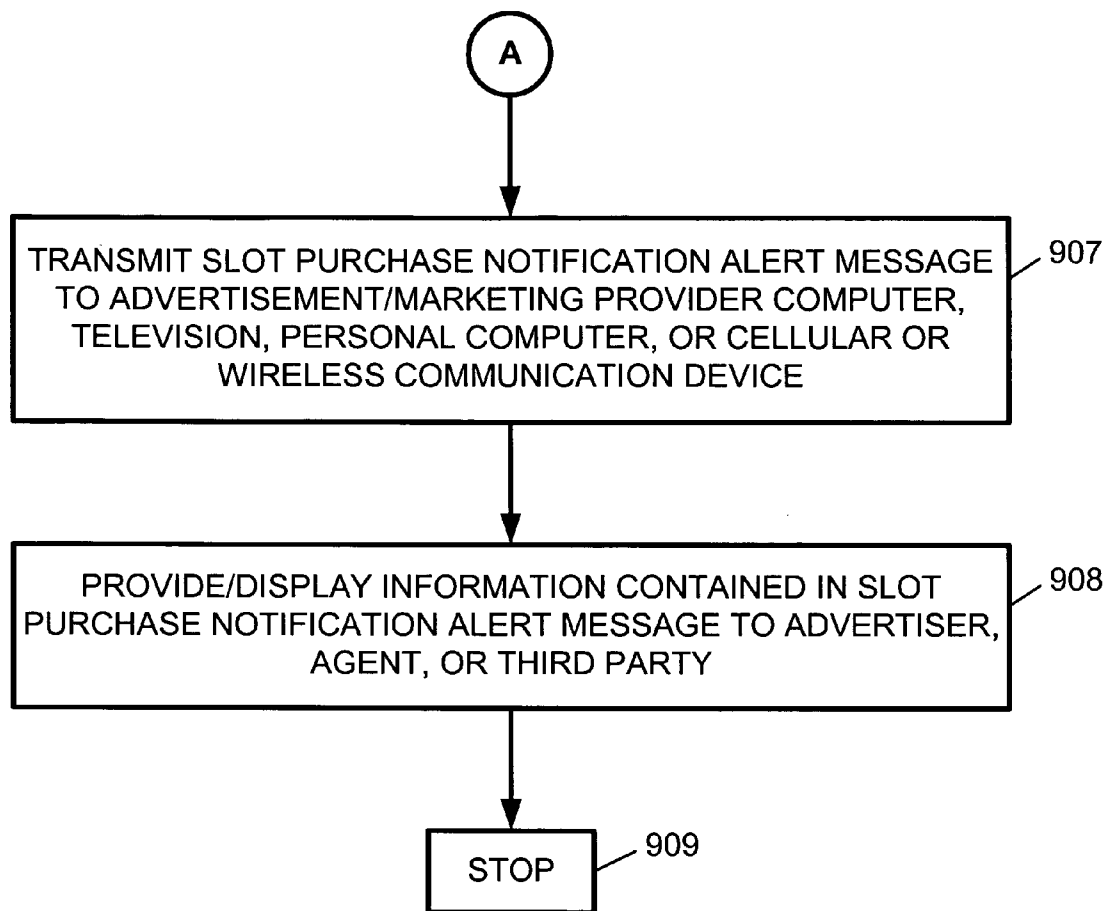 A
TRANSMIT SLOT PURCHASE NOTIFICATION ALERT MESSAGE
TO ADVERTISEMENT/MARKETING PROVIDER COMPUTER,
TELEVISION, PERSONAL COMPUTER, OR CELLULAR OR
WIRELESS COMMUNICATION DEVICE
907
PROVIDE/DISPLAY INFORMATION CONTAINED IN SLOT
PURCHASE NOTIFICATION ALERT MESSAGE TO ADVERTISER,
AGENT, OR THIRD PARTY
908
STOP
909